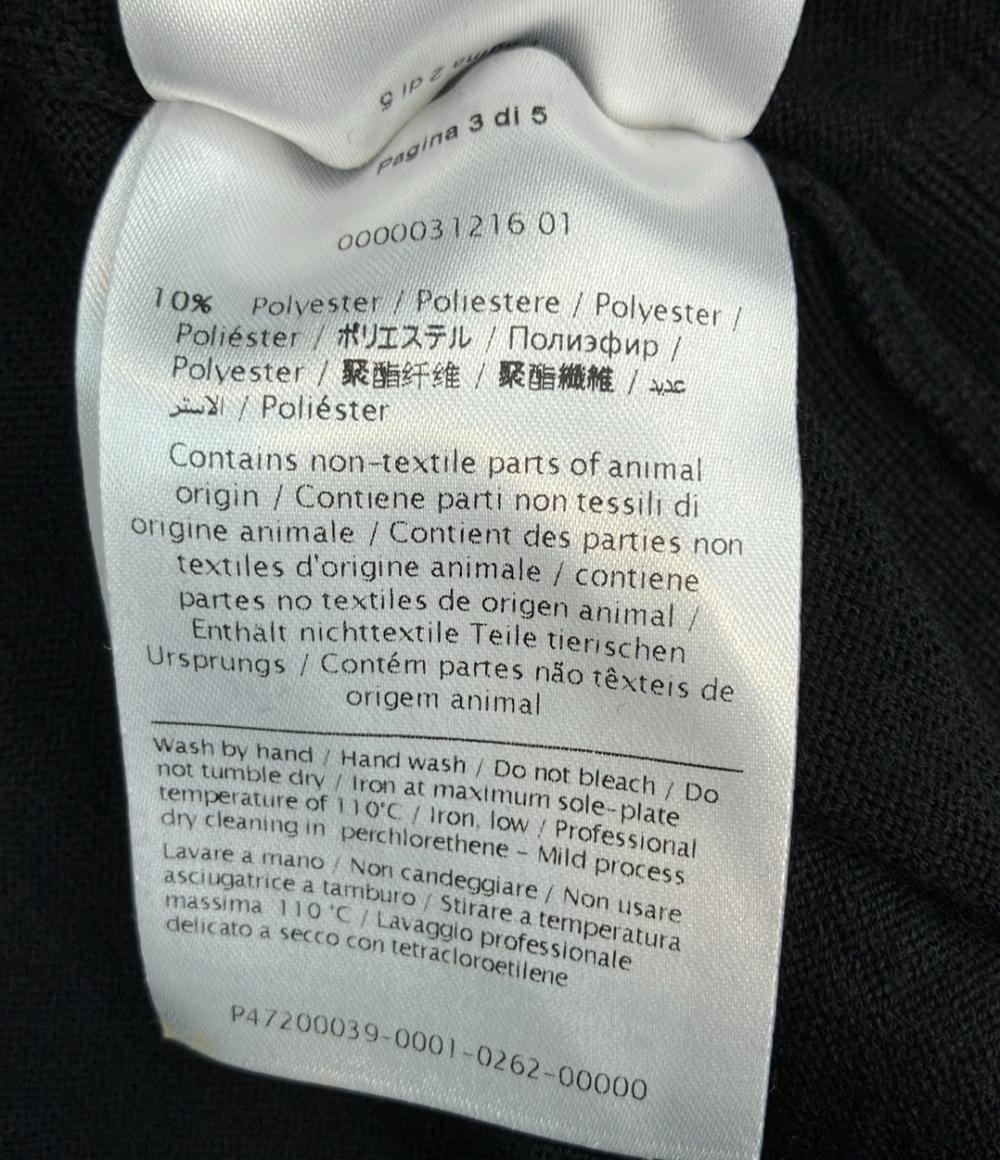 2 di 5
Pagina 3 di 5
0000031216 01
10% Polyester / Poliestere / Polyester /
Poliéster / ポリエステル / Полиэфир /
Polyester / 聚酯纤维 / 聚酯纖維 / عديد
الاستر / Poliéster
Contains non-textile parts of animal
origin / Contiene parti non tessili di
origine animale / Contient des parties non
textiles d'origine animale / contiene
partes no textiles de origen animal /
Enthält nichttextile Teile tierischen
Ursprungs / Contém partes não têxteis de
origem animal
Wash by hand / Hand wash / Do not bleach / Do
not tumble dry / Iron at maximum sole-plate
temperature of 110°C / Iron, low / Professional
dry cleaning in perchlorethene - Mild process
Lavare a mano / Non candeggiare / Non usare
asciugatrice a tamburo / Stirare a temperatura
massima 110 °C / Lavaggio professionale
delicato a secco con tetracloroetilene
P47200039-0001-0262-00000